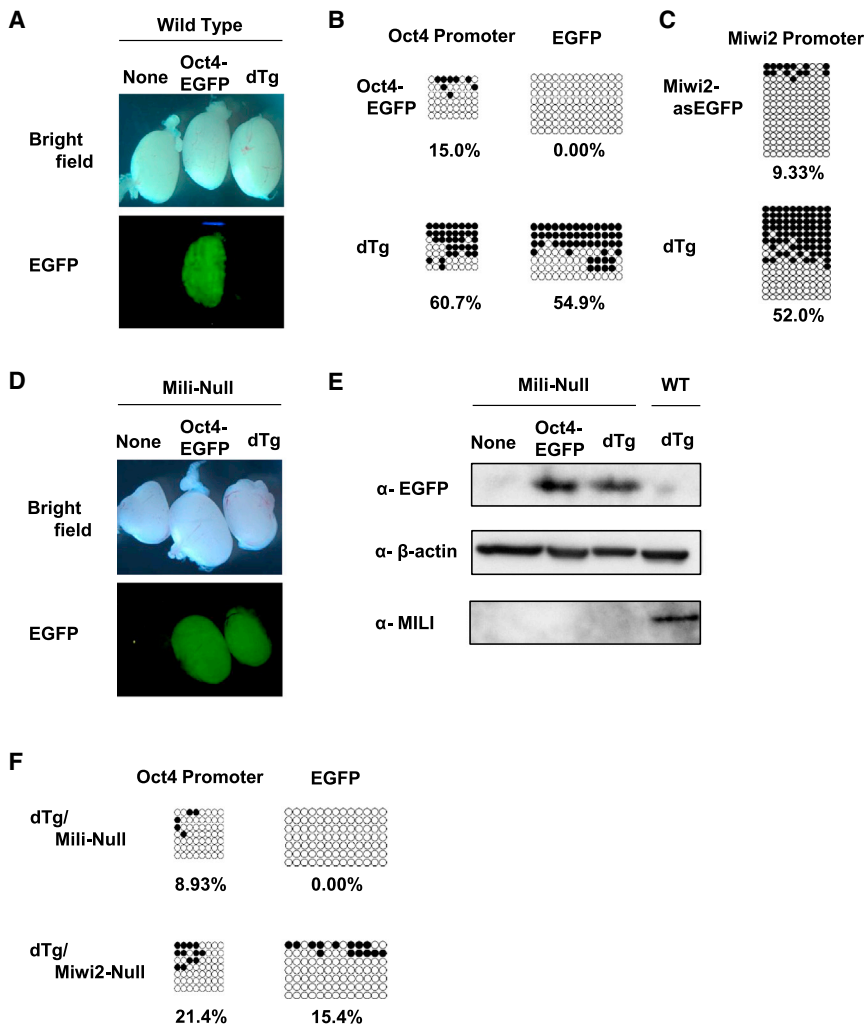 A
Wild Type
None
Oct4-
EGFP
dTg
Bright
field
EGFP
B
Oct4 Promoter
EGFP
Oct4-
EGFP
15.0%
0.00%
dTg
60.7%
54.9%
C
Miwi2 Promoter
Miwi2-
asEGFP
9.33%
dTg
52.0%
D
Mili-Null
None
Oct4-
EGFP
dTg
Bright
field
EGFP
E
Mili-Null
WT
None
Oct4-
EGFP
dTg
dTg
α- EGFP
α- β-actin
α- MILI
F
Oct4 Promoter
EGFP
dTg/
Mili-Null
8.93%
0.00%
dTg/
Miwi2-Null
21.4%
15.4%